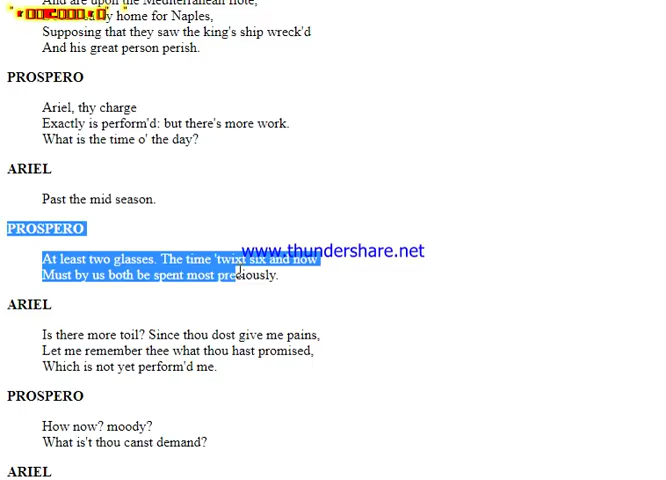 And are upon the Mediterranean flote,
home for Naples,
Supposing that they saw the king's ship wreck'd
And his great person perish.
PROSPERO
Ariel, thy charge
Exactly is perform'd: but there's more work.
What is the time o' the day?
ARIEL
Past the mid season.
PROSPERO
www.thundershare.net
At least two glasses. The time 'twixt six and now
Must by us both be spent most preciously.
ARIEL
Is there more toil? Since thou dost give me pains,
Let me remember thee what thou hast promised,
Which is not yet perform'd me.
PROSPERO
How now? moody?
What is't thou canst demand?
ARIEL